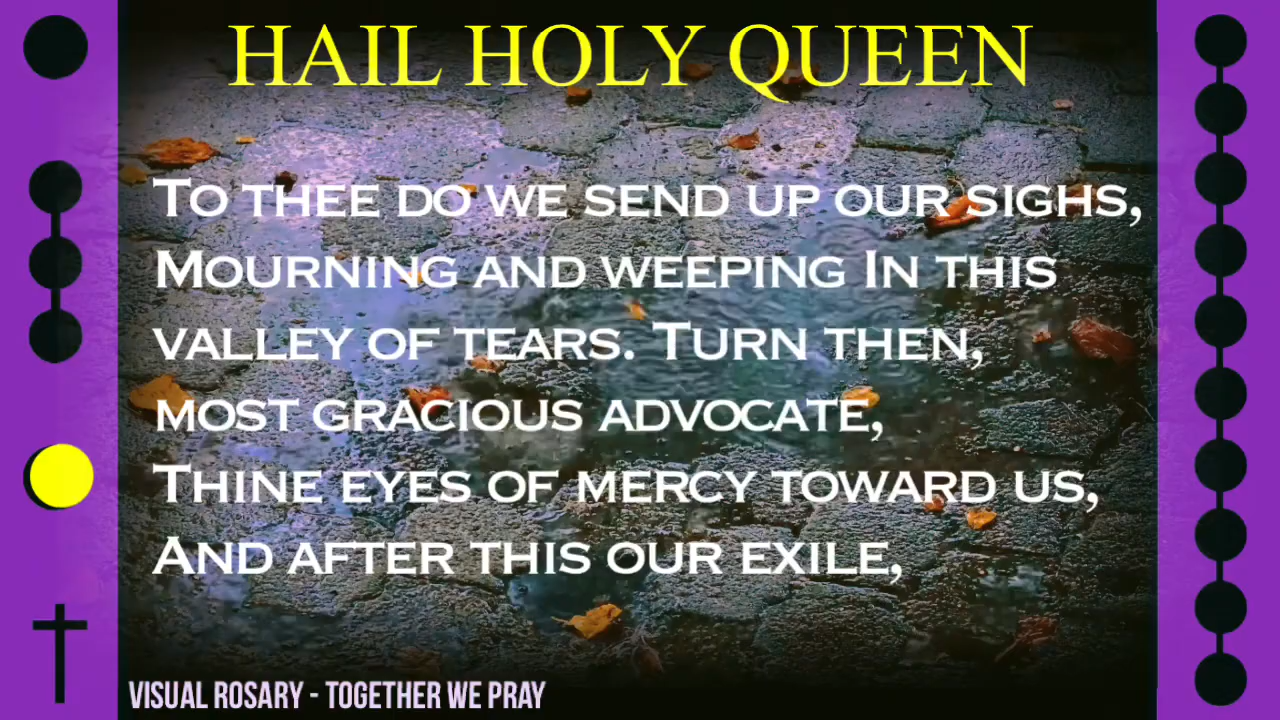 HAIL HOLY QUEEN
To thee do we send up our sighs,
Mourning and weeping In this
valley of tears. Turn then,
most gracious advocate,
Thine eyes of mercy toward us,
And after this our exile,
VISUAL ROSARY - TOGETHER WE PRAY